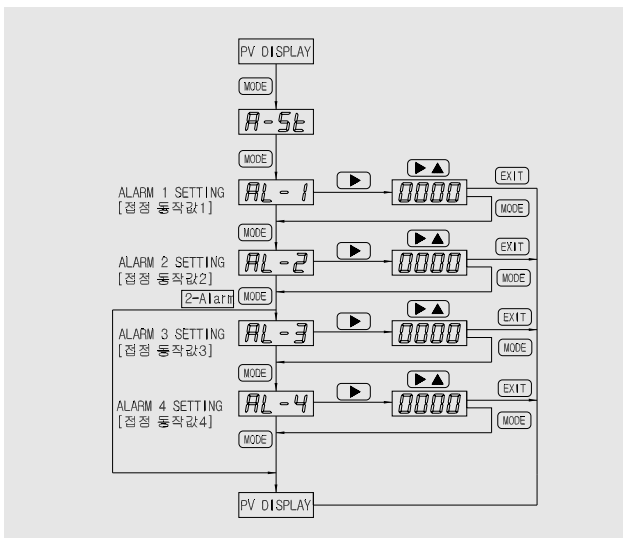 PV DISPLAY
MODE
A-St
MODE
ALARM 1 SETTING
[접점 동작값1]
AL-1
0000
EXIT
MODE
MODE
ALARM 2 SETTING
[접점 동작값2]
AL-2
0000
EXIT
MODE
2-Alarm
MODE
ALARM 3 SETTING
[접점 동작값3]
AL-3
0000
EXIT
MODE
MODE
ALARM 4 SETTING
[접점 동작값4]
AL-4
0000
EXIT
MODE
MODE
PV DISPLAY